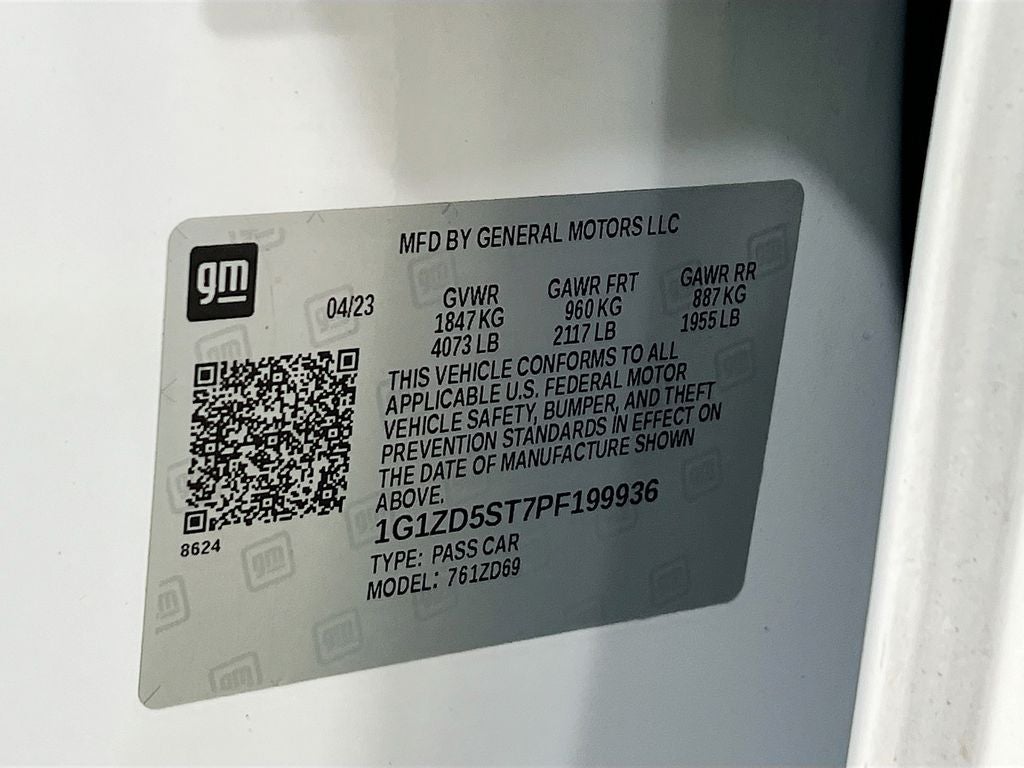 gm
MFD BY GENERAL MOTORS LLC
04/23
GVWR
1847 KG
4073 LB
GAWR FRT
960 KG
2117 LB
GAWR RR
887 KG
1955 LB
THIS VEHICLE CONFORMS TO ALL
APPLICABLE U.S. FEDERAL MOTOR
VEHICLE SAFETY, BUMPER, AND THEFT
PREVENTION STANDARDS IN EFFECT ON
THE DATE OF MANUFACTURE SHOWN
ABOVE.
1G1ZD5ST7PF199936
TYPE: PASS CAR
MODEL: 761ZD69
8624